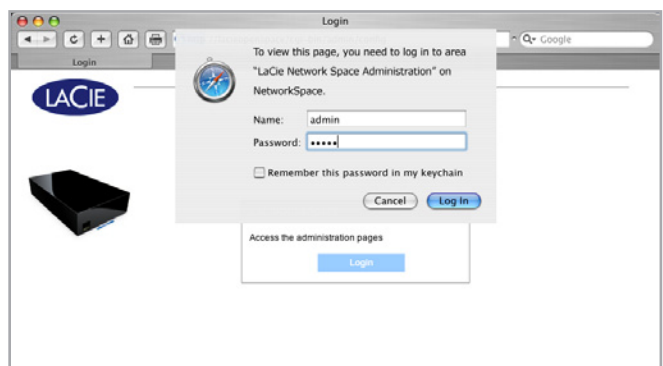 Login
Q- Google
Login
LACIE
To view this page, you need to log in to area
"LaCie Network Space Administration" on
NetworkSpace.
Name: admin
Password: •••••
Remember this password in my keychain
Cancel Log In
Access the administration pages
Login